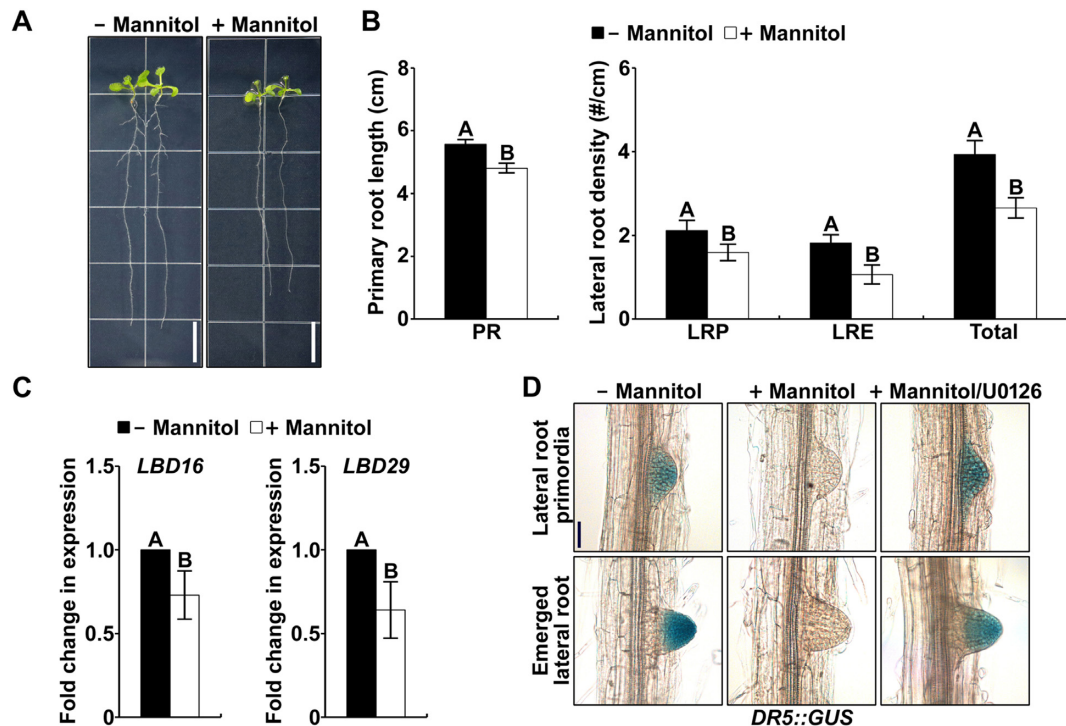 A
− Mannitol + Mannitol
B
− Mannitol + Mannitol
Primary root length (cm)
8
6
4
2
0
A
B
PR
Lateral root density (#/cm)
6
4
2
0
A
B
A
B
A
B
LRP LRE Total
C
− Mannitol + Mannitol
Fold change in expression
1.5
1.0
0.5
0
LBD16
A
B
Fold change in expression
1.5
1.0
0.5
0
LBD29
A
B
D
− Mannitol + Mannitol + Mannitol/U0126
Lateral root
primordia
Emerged
lateral root
DR5::GUS